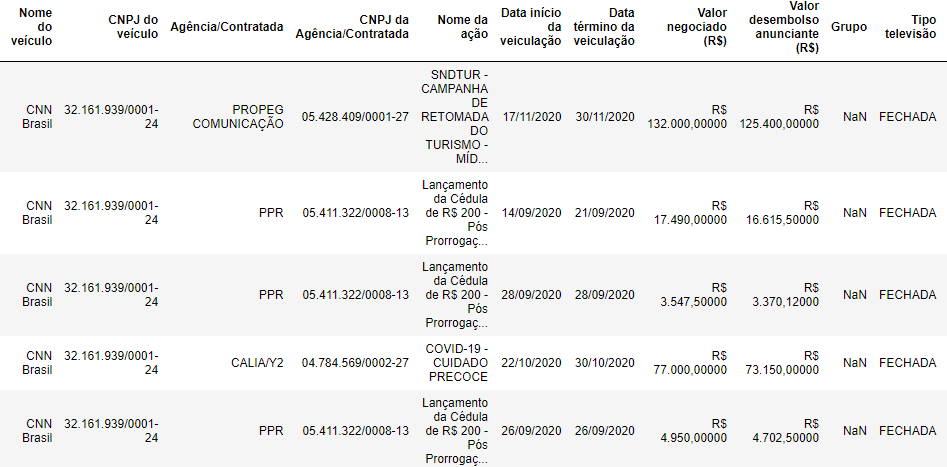 Nome do veículo CNPJ do veículo Agência/Contratada CNPJ da Agência/Contratada Nome da ação Data início da veiculação Data término da veiculação Valor negociado (R$) Valor desembolso anunciante (R$) Grupo Tipo televisão
CNN Brasil 32.161.939/0001-24 PROPEG COMUNICAÇÃO 05.428.409/0001-27 SNDTUR - CAMPANHA DE RETOMADA DO TURISMO - MÍD... 17/11/2020 30/11/2020 R$ 132.000,00000 R$ 125.400,00000 NaN FECHADA
CNN Brasil 32.161.939/0001-24 PPR 05.411.322/0008-13 Lançamento da Cédula de R$ 200 - Pós Prorrogaç... 14/09/2020 21/09/2020 R$ 17.490,00000 R$ 16.615,50000 NaN FECHADA
CNN Brasil 32.161.939/0001-24 PPR 05.411.322/0008-13 Lançamento da Cédula de R$ 200 - Pós Prorrogaç... 28/09/2020 28/09/2020 R$ 3.547,50000 R$ 3.370,12000 NaN FECHADA
CNN Brasil 32.161.939/0001-24 CALIA/Y2 04.784.569/0002-27 COVID-19 - CUIDADO PRECOCE 22/10/2020 30/10/2020 R$ 77.000,00000 R$ 73.150,00000 NaN FECHADA
CNN Brasil 32.161.939/0001-24 PPR 05.411.322/0008-13 Lançamento da Cédula de R$ 200 - Pós Prorrogaç... 26/09/2020 26/09/2020 R$ 4.950,00000 R$ 4.702,50000 NaN FECHADA